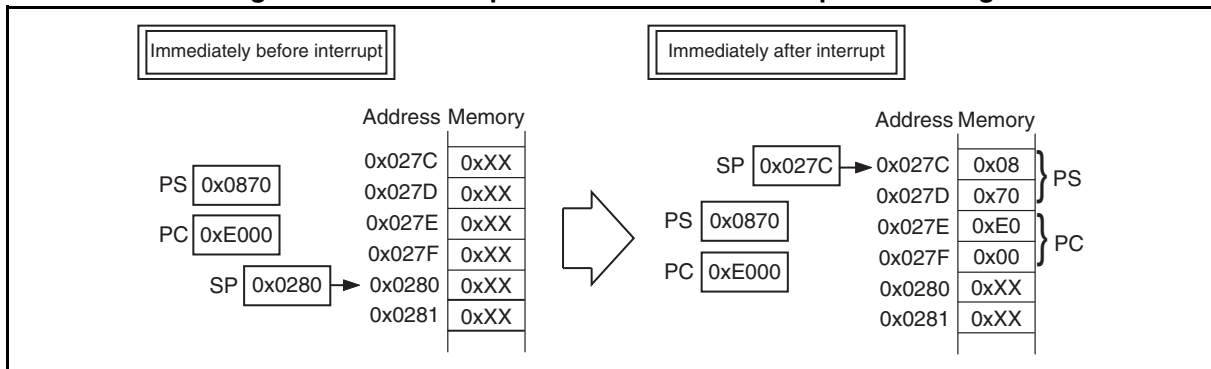 Immediately before interrupt
Address Memory
0x027C 0xXX
PS 0x0870
0x027D 0xXX
0x027E 0xXX
PC 0xE000
0x027F 0xXX
SP 0x0280 0x0280 0xXX
0x0281 0xXX
Immediately after interrupt
Address Memory
SP 0x027C 0x027C 0x08
PS
0x027D 0x70
PS 0x0870
0x027E 0xE0
PC
0x027F 0x00
PC 0xE000
0x0280 0xXX
0x0281 0xXX